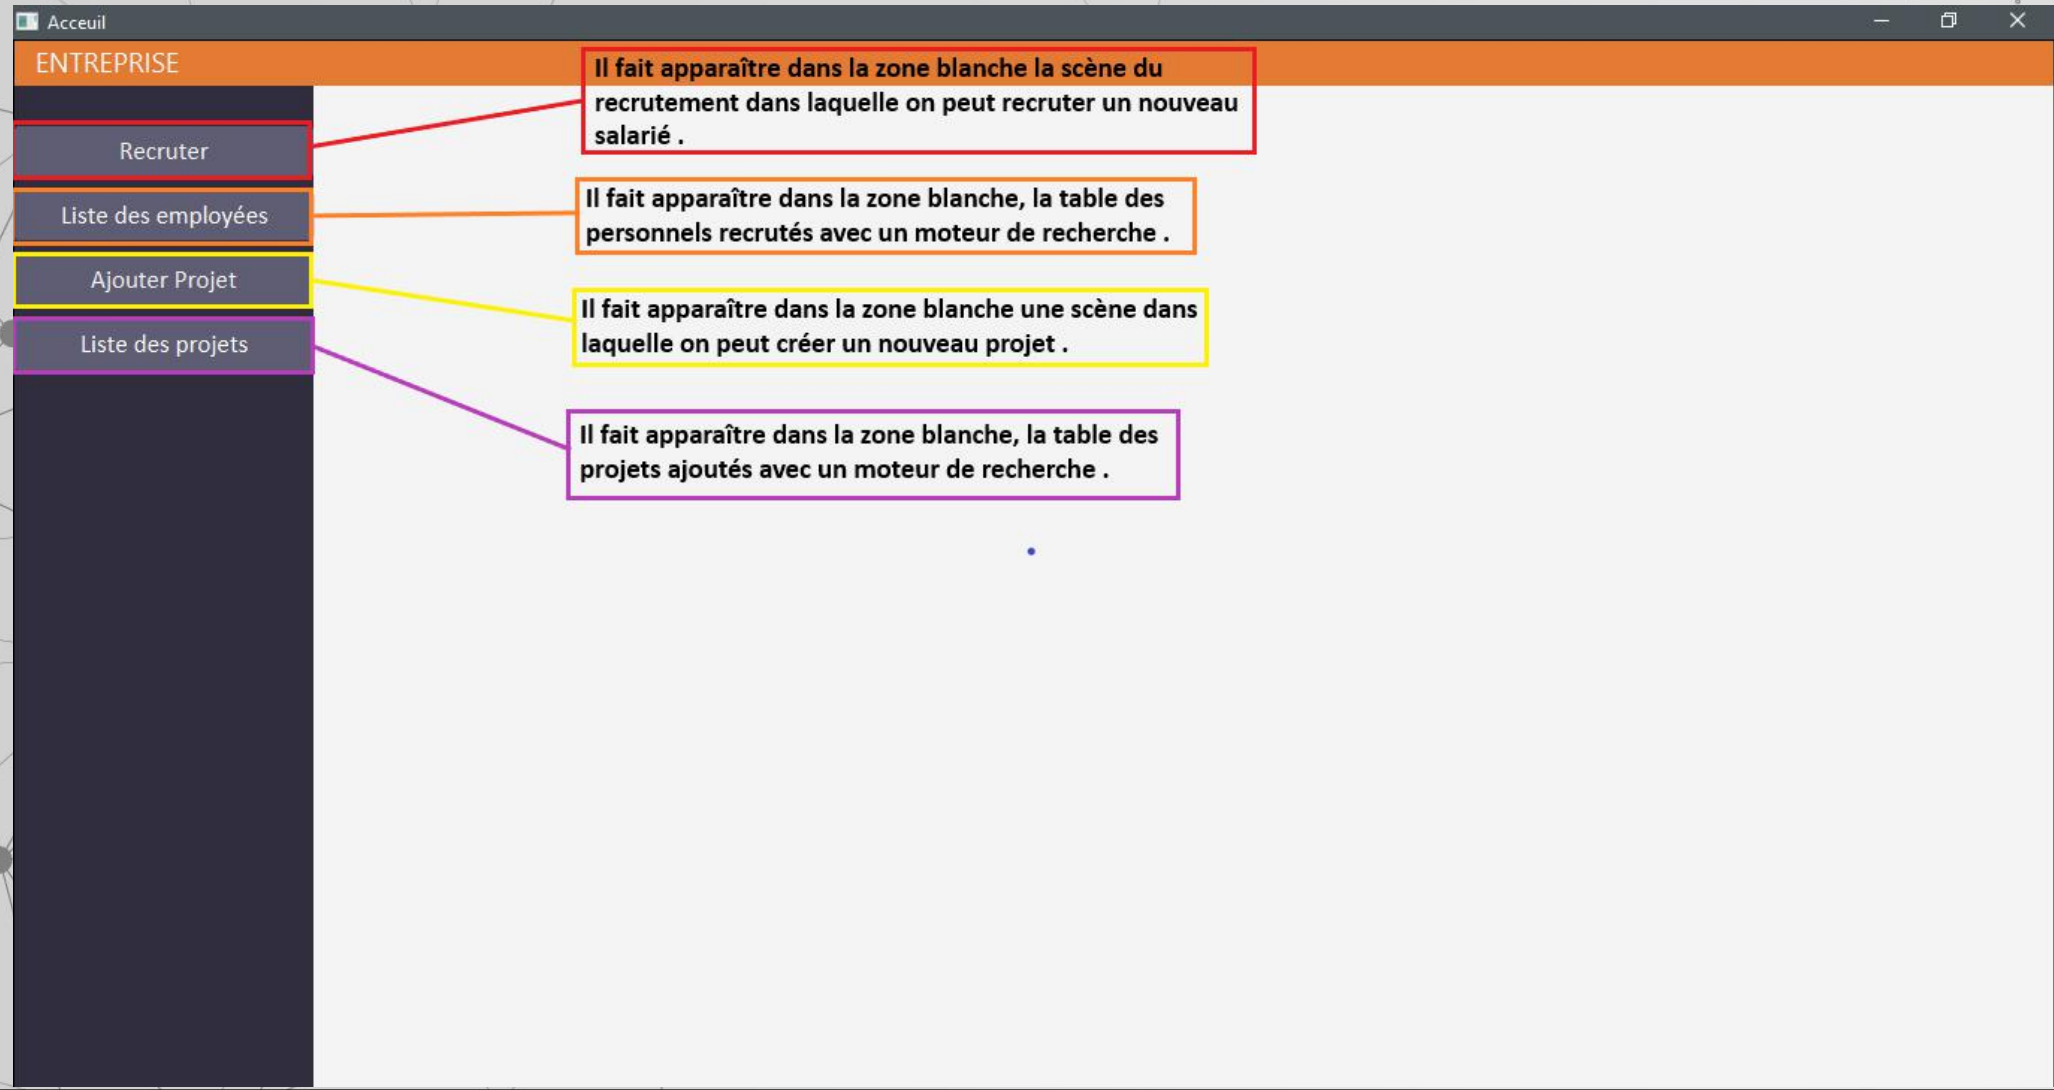 Acceuil
ENTREPRISE
Il fait apparaître dans la zone blanche la scène du
recrutement dans laquelle on peut recruter un nouveau
salarié .
Recruter
Il fait apparaître dans la zone blanche, la table des
personnels recrutés avec un moteur de recherche .
Liste des employées
Ajouter Projet
Il fait apparaître dans la zone blanche une scène dans
laquelle on peut créer un nouveau projet .
Liste des projets
Il fait apparaître dans la zone blanche, la table des
projets ajoutés avec un moteur de recherche .